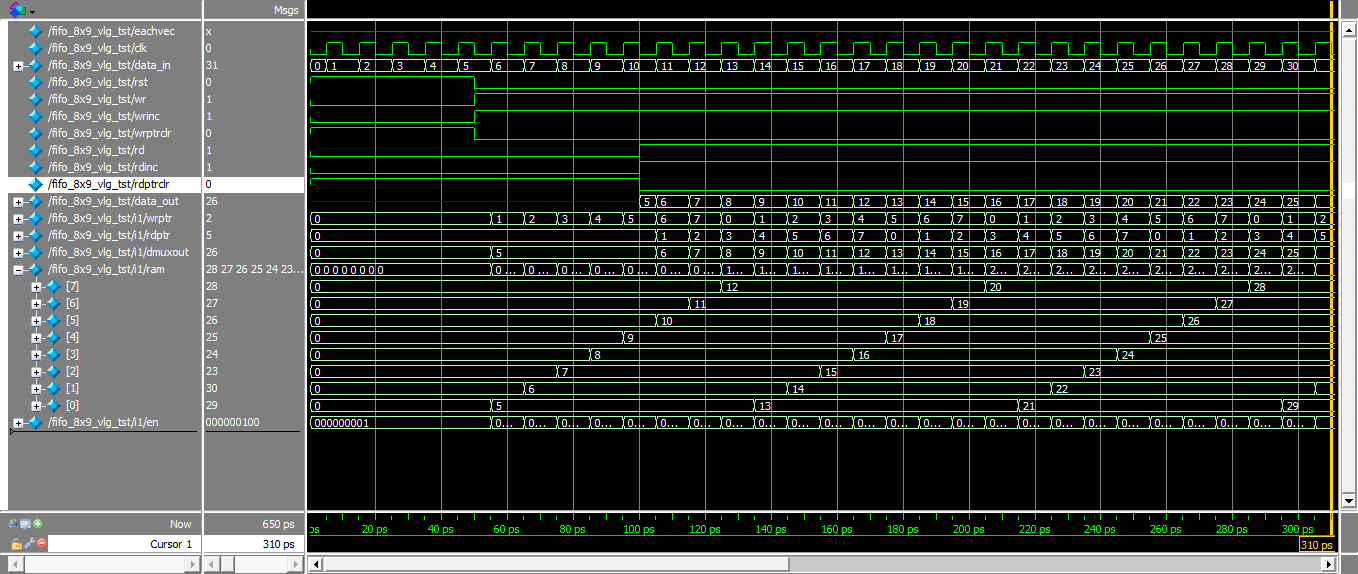 Msgs
/fifo_8x9_vlg_tst/eachvec x
/fifo_8x9_vlg_tst/clk 0
/fifo_8x9_vlg_tst/data_in 31 0 1 2 3 4 5 6 7 8 9 10 11 12 13 14 15 16 17 18 19 20 21 22 23 24 25 26 27 28 29 30
/fifo_8x9_vlg_tst/rst 0
/fifo_8x9_vlg_tst/wr 1
/fifo_8x9_vlg_tst/wrinc 1
/fifo_8x9_vlg_tst/wrptrclr 0
/fifo_8x9_vlg_tst/rd 1
/fifo_8x9_vlg_tst/rdinc 1
/fifo_8x9_vlg_tst/rdptrclr 0
/fifo_8x9_vlg_tst/data_out 26 5 6 7 8 9 10 11 12 13 14 15 16 17 18 19 20 21 22 23 24 25
/fifo_8x9_vlg_tst/i1/wrptr 2 0 1 2 3 4 5 6 7 0 1 2 3 4 5 6 7 0 1 2 3 4 5 6 7 0 1 2
/fifo_8x9_vlg_tst/i1/rdptr 5 0 1 2 3 4 5 6 7 0 1 2 3 4 5 6 7 0 1 2 3 4 5
/fifo_8x9_vlg_tst/i1/dmuxout 26 0 5 6 7 8 9 10 11 12 13 14 15 16 17 18 19 20 21 22 23 24 25
/fifo_8x9_vlg_tst/i1/ram 28 27 26 25 24 23... 0 0 0 0 0 0 0 0 0... 0... 0... 0... 0... 0... 0... 1... 1... 1... 1... 1... 1... 1... 1... 2... 2... 2... 2... 2... 2... 2... 2... 2... 2...
[7] 28 0 12 20 28
[6] 27 0 11 19 27
[5] 26 0 10 18 26
[4] 25 0 9 17 25
[3] 24 0 8 16 24
[2] 23 0 7 15 23
[1] 30 0 6 14 22
[0] 29 0 5 13 21 29
/fifo_8x9_vlg_tst/i1/en 000000100 000000001 0... 0... 0... 0... 0... 0... 0... 0... 0... 0... 0... 0... 0... 0... 0... 0... 0... 0... 0... 0... 0... 0... 0... 0... 0...
Now 650 ps ps 20 ps 40 ps 60 ps 80 ps 100 ps 120 ps 140 ps 160 ps 180 ps 200 ps 220 ps 240 ps 260 ps 280 ps 300 ps
Cursor 1 310 ps 310 ps